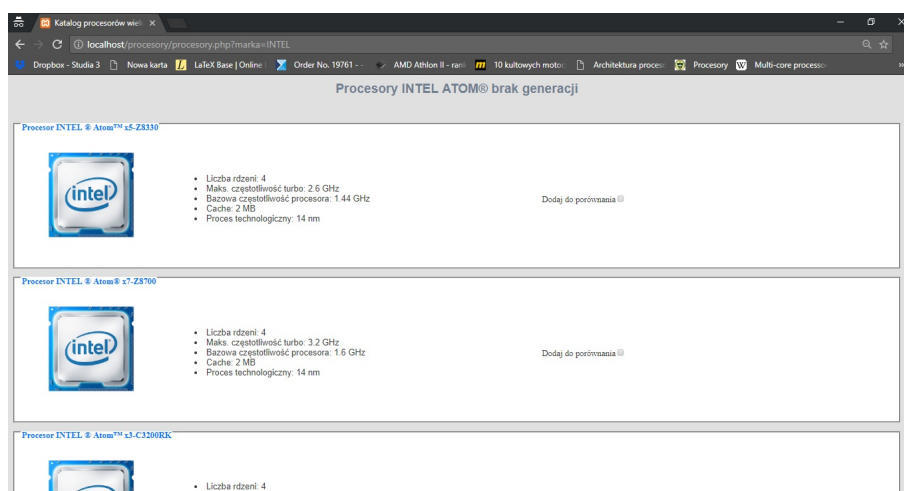 Katalog procesorów wiel
localhost/procesory/procesory.php?marka=INTEL
Dropbox - Studia 3 Nowa karta LaTeX Base | Online Order No. 19761 - - AMD Athlon II - rank 10 kultowych motoc Architektura proceso Procesory Multi-core processo
Procesory INTEL ATOM® brak generacji
Procesor INTEL ® Atom™ x5-Z8330
intel
Liczba rdzeni: 4
Maks. częstotliwość turbo: 2.6 GHz
Bazowa częstotliwość procesora: 1.44 GHz
Cache: 2 MB
Proces technologiczny: 14 nm
Dodaj do porównania
Procesor INTEL ® Atom® x7-Z8700
intel
Liczba rdzeni: 4
Maks. częstotliwość turbo: 3.2 GHz
Bazowa częstotliwość procesora: 1.6 GHz
Cache: 2 MB
Proces technologiczny: 14 nm
Dodaj do porównania
Procesor INTEL ® Atom™ x3-C3200RK
Liczba rdzeni: 4